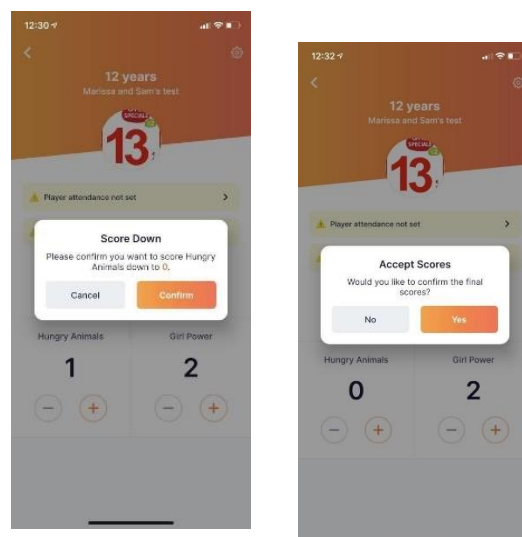 12:30
12 years
Marissa and Sam's test
SPECIAL
13
Player attendance not set
Score Down
Please confirm you want to score Hungry
Animals down to 0.
Cancel
Confirm
Hungry Animals
Girl Power
1
2
12:32
12 years
Marissa and Sam's test
SPECIAL
13
Player attendance not set
Accept Scores
Would you like to confirm the final
scores?
No
Yes
Hungry Animals
Girl Power
0
2